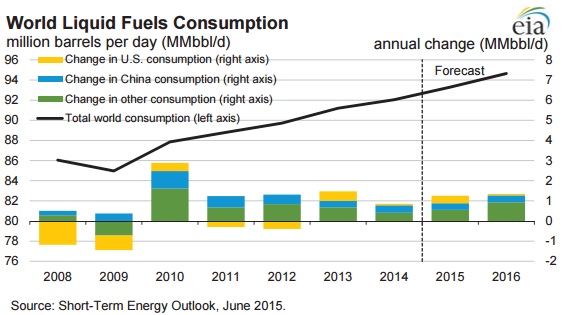 World Liquid Fuels Consumption
million barrels per day (MMbbl/d)
eia
annual change (MMbbl/d)
96 8
94 7
92 6
90 5
88 4
86 3
84 2
82 1
80 0
78 -1
76 -2
Change in U.S. consumption (right axis)
Change in China consumption (right axis)
Change in other consumption (right axis)
Total world consumption (left axis)
Forecast
2008 2009 2010 2011 2012 2013 2014 2015 2016
Source: Short-Term Energy Outlook, June 2015.